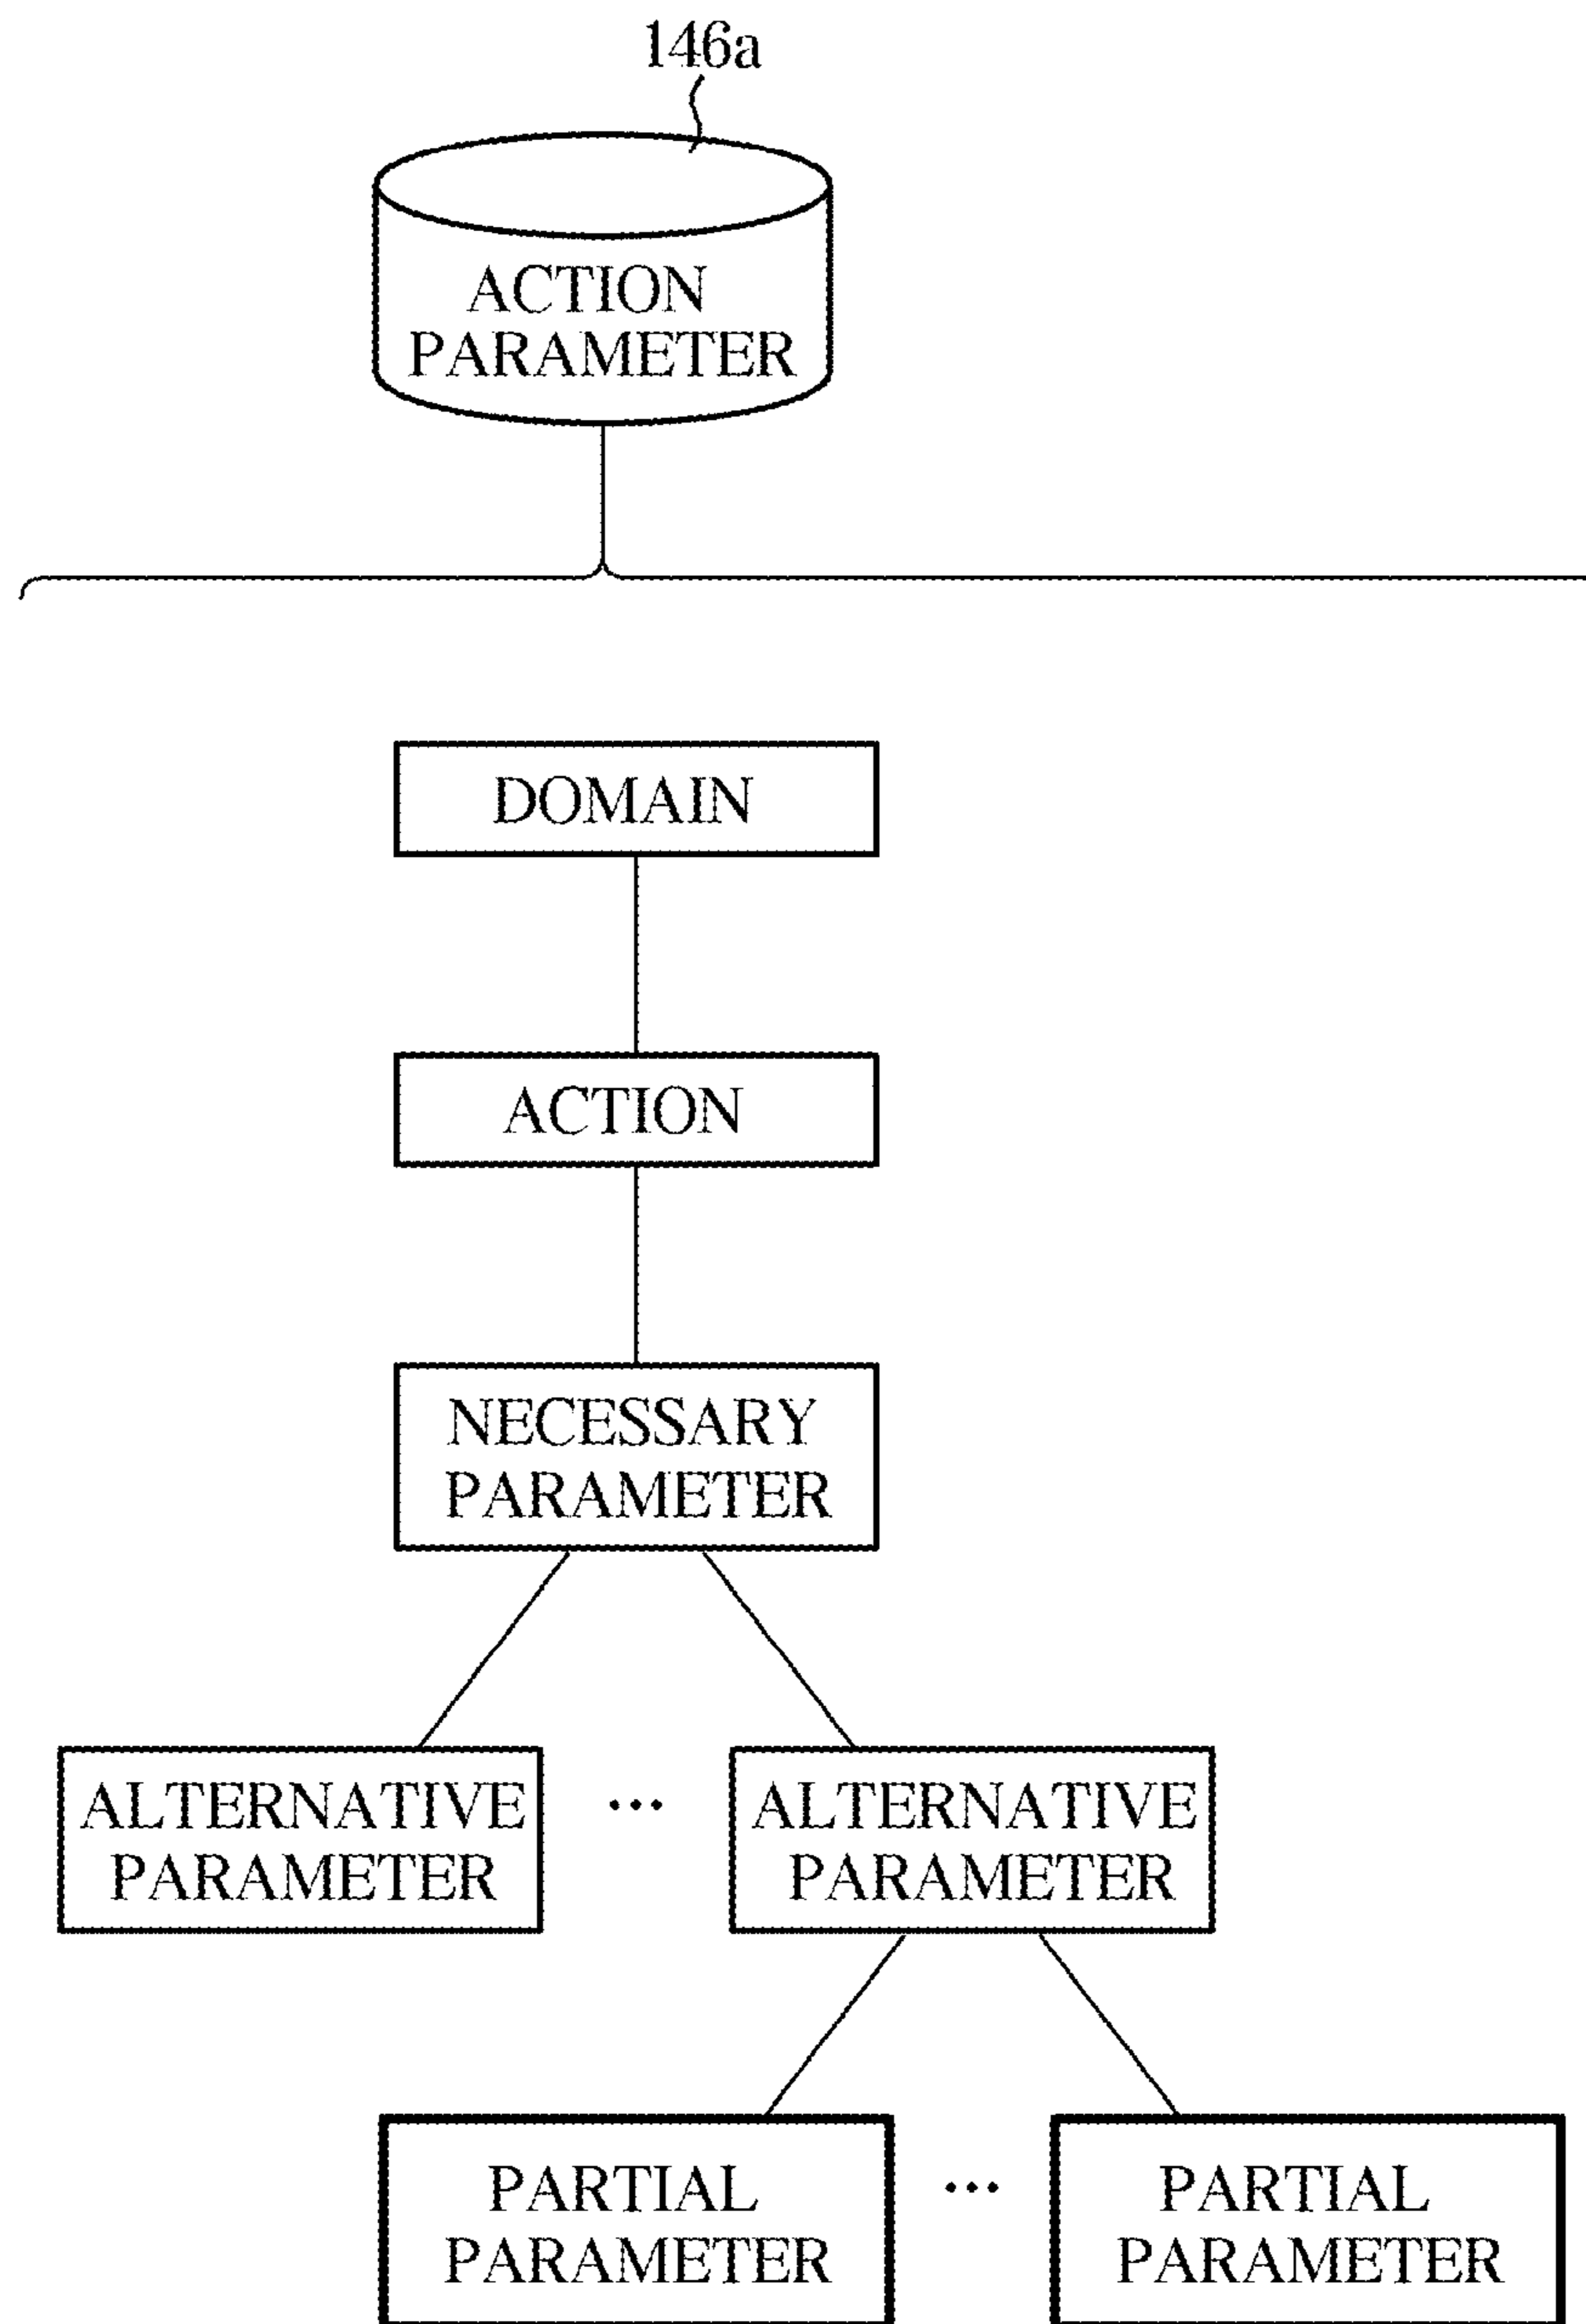 146a
ACTION
PARAMETER
DOMAIN
ACTION
NECESSARY
PARAMETER
ALTERNATIVE
PARAMETER
...
ALTERNATIVE
PARAMETER
PARTIAL
PARAMETER
...
PARTIAL
PARAMETER